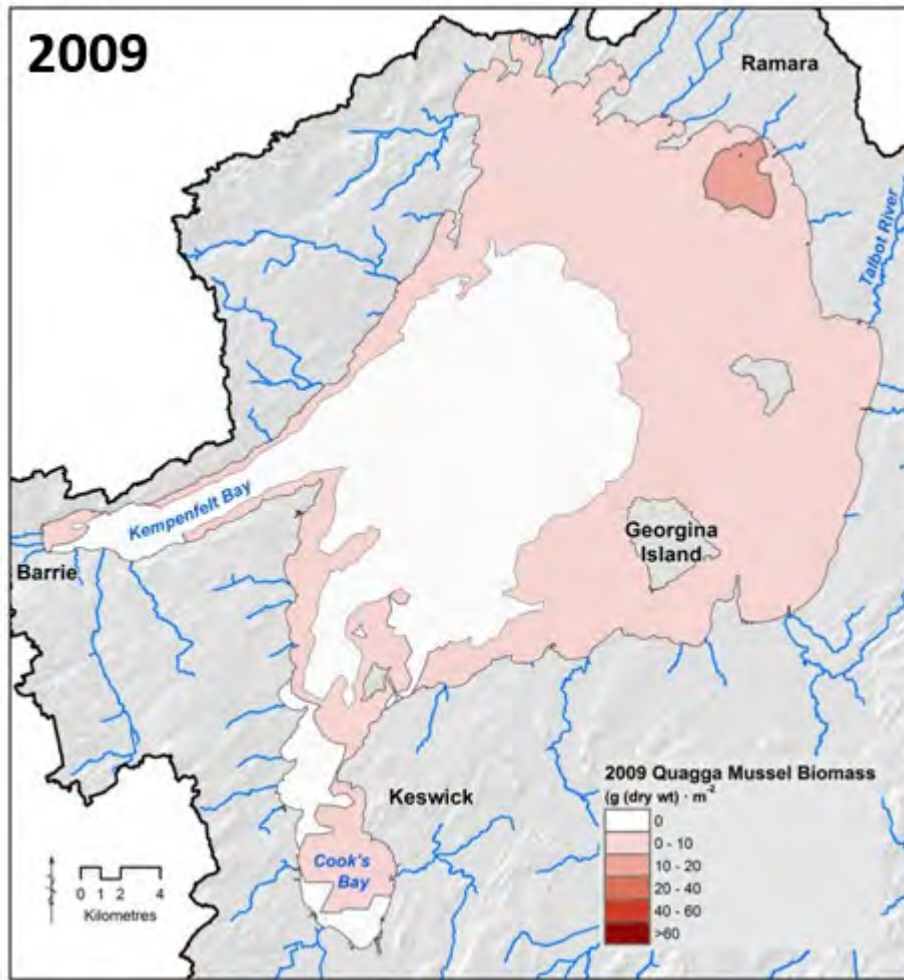 2009
Ramara
Talbot River
Kempenfelt Bay
Georgina
Island
Barrie
Keswick
Cook's
Bay
2009 Quagga Mussel Biomass
(g (dry wt) · m⁻²
0
0 - 10
10 - 20
20 - 40
40 - 60
>60
0 1 2 4
Kilometres